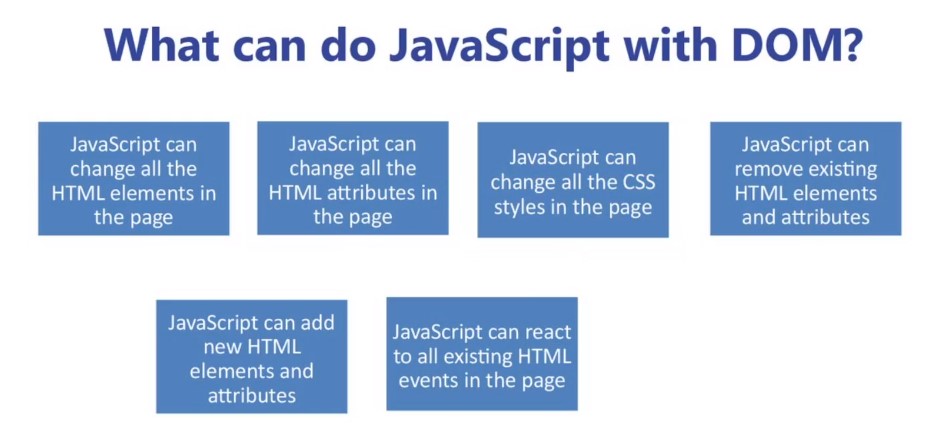 What can do JavaScript with DOM?
JavaScript can
change all the
HTML elements in
the page
JavaScript can
change all the
HTML attributes in
the page
JavaScript can
change all the CSS
styles in the page
JavaScript can
remove existing
HTML elements
and attributes
JavaScript can add
new HTML
elements and
attributes
JavaScript can react
to all existing HTML
events in the page